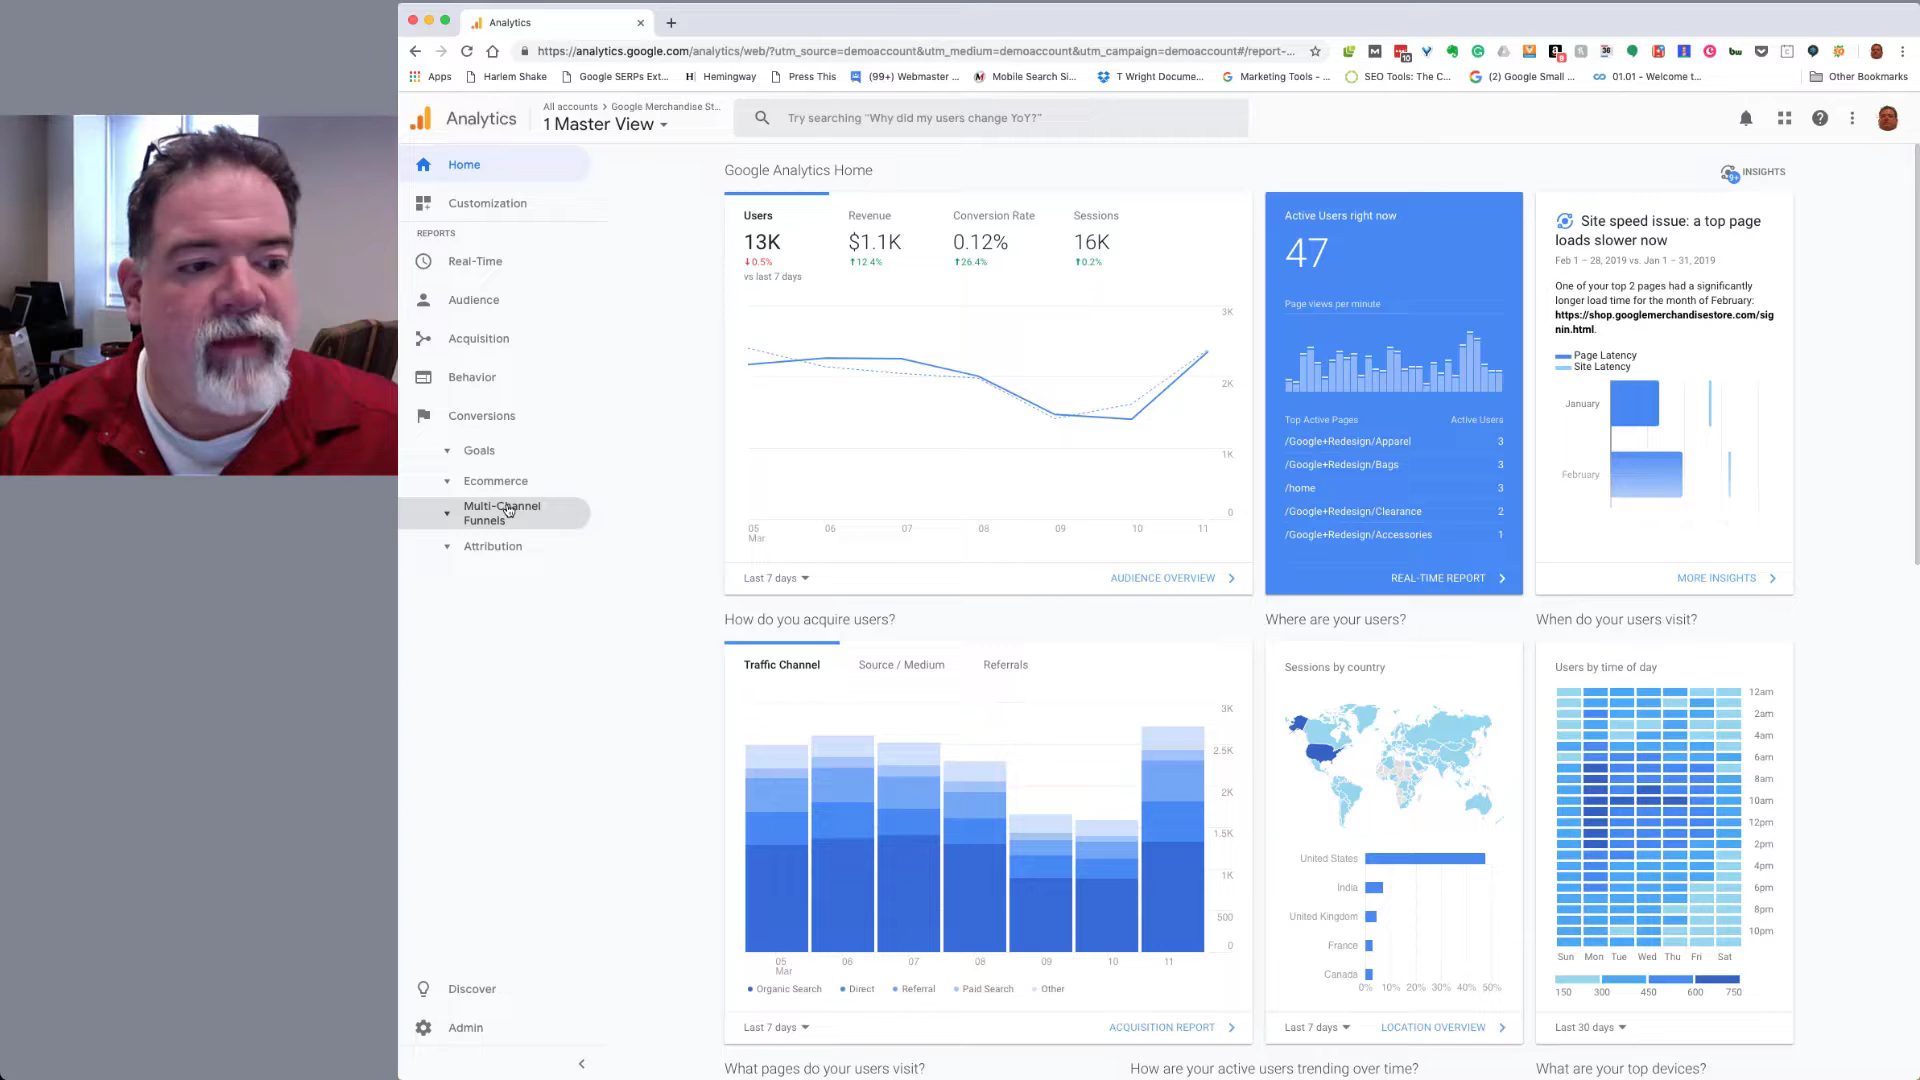 Analytics
https://analytics.google.com/analytics/web/?utm_source=demoaccount&utm_medium=demoaccount&utm_campaign=demoaccount#/report-...
Apps
Harlem Shake
Google SERPs Ext...
Hemingway
Press This
(99+) Webmaster ...
Mobile Search Si...
T Wright Docume...
Marketing Tools - ...
SEO Tools: The C...
(2) Google Small ...
01.01 - Welcome t...
Other Bookmarks
Analytics
All accounts > Google Merchandise St...
1 Master View
Try searching "Why did my users change YoY?"
Home
Customization
REPORTS
Real-Time
Audience
Acquisition
Behavior
Conversions
Goals
Ecommerce
Multi-Channel
Funnels
Attribution
Discover
Admin
Google Analytics Home
INSIGHTS
Users
Revenue
Conversion Rate
Sessions
13K
$1.1K
0.12%
16K
0.5%
12.4%
26.4%
0.2%
vs last 7 days
3K
2K
1K
0
05
Mar
06
07
08
09
10
11
Last 7 days
AUDIENCE OVERVIEW
Active Users right now
47
Page views per minute
Top Active Pages
Active Users
/Google+Redesign/Apparel 3
/Google+Redesign/Bags 3
/home 3
/Google+Redesign/Clearance 2
/Google+Redesign/Accessories 1
REAL-TIME REPORT
Site speed issue: a top page
loads slower now
Feb 1 – 28, 2019 vs. Jan 1 – 31, 2019
One of your top 2 pages had a significantly
longer load time for the month of February:
https://shop.googlemerchandisestore.com/sig
nin.html.
Page Latency
Site Latency
January
February
MORE INSIGHTS
How do you acquire users?
Traffic Channel
Source / Medium
Referrals
3K
2.5K
2K
1.5K
1K
500
0
05
Mar
06
07
08
09
10
11
Organic Search
Direct
Referral
Paid Search
Other
Last 7 days
ACQUISITION REPORT
Where are your users?
Sessions by country
United States
India
United Kingdom
France
Canada
0% 10% 20% 30% 40% 50%
Last 7 days
LOCATION OVERVIEW
When do your users visit?
Users by time of day
12am
2am
4am
6am
8am
10am
12pm
2pm
4pm
6pm
8pm
10pm
Sun Mon Tue Wed Thu Fri Sat
150 300 450 600 750
Last 30 days
What pages do your users visit?
How are your active users trending over time?
What are your top devices?